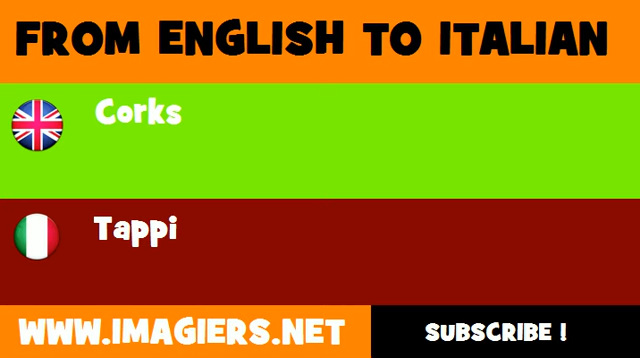 FROM ENGLISH TO ITALIAN
Corks
Tappi
WWW.IMAGIERS.NET
SUBSCRIBE !